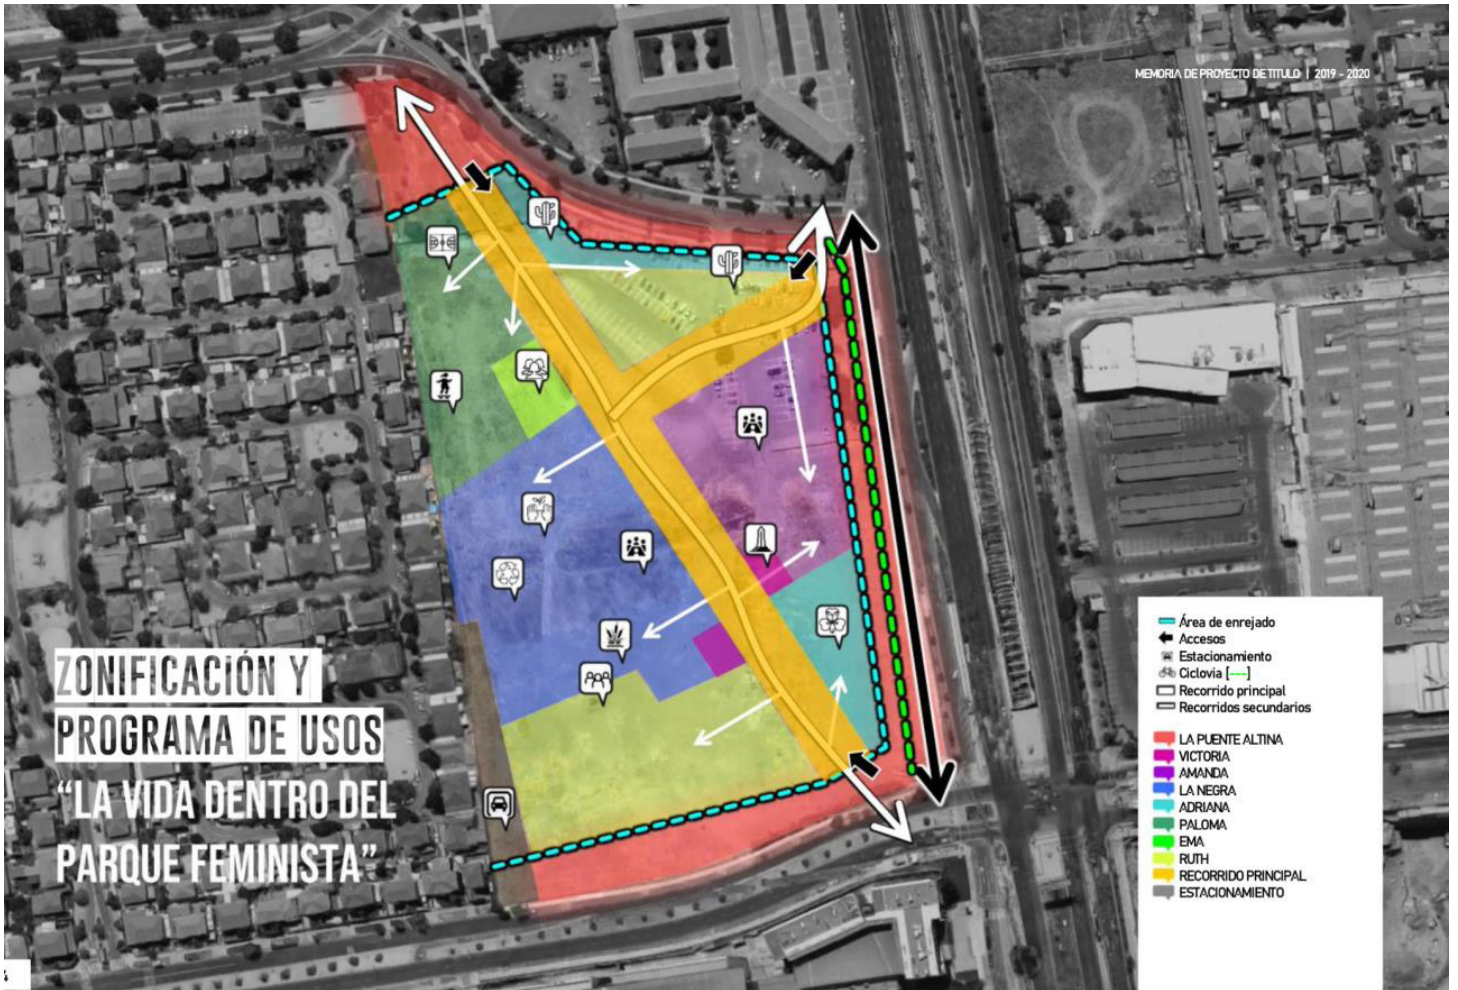 MEMORIA DE PROYECTO DE TITULO | 2019 - 2020
ZONIFICACIÓN Y
PROGRAMA DE USOS
“LA VIDA DENTRO DEL
PARQUE FEMINISTA”
Área de enrejado
Accesos
Estacionamiento
Ciclovia [----]
Recorrido principal
Recorridos secundarios
LA PUENTE ALTINA
VICTORIA
AMANDA
LA NEGRA
ADRIANA
PALOMA
EMA
RUTH
RECORRIDO PRINCIPAL
ESTACIONAMIENTO